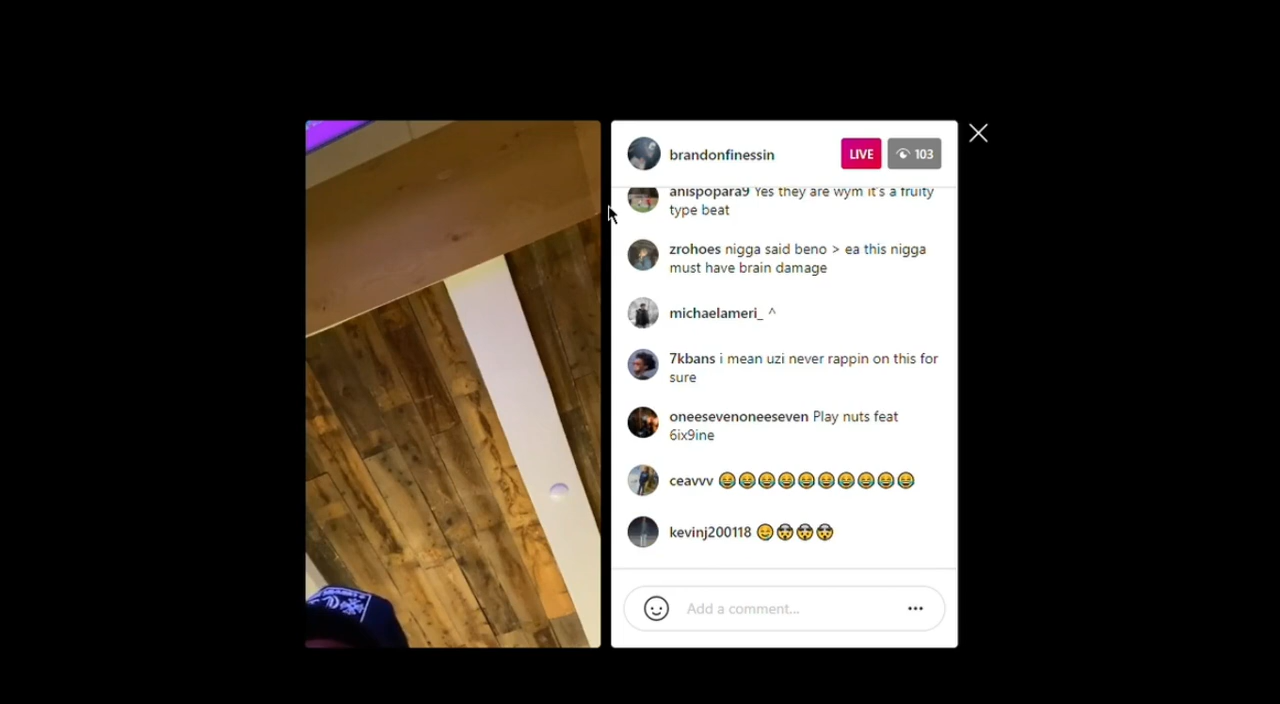 brandonfinessin
LIVE
103
anispopara9 Yes they are wym it's a fruity
type beat
zrohoes nigga said beno > ea this nigga
must have brain damage
michaelameri_ ^
7kbans i mean uzi never rappin on this for
sure
oneesevenoneeseven Play nuts feat
6ix9ine
ceavvv 😂😂😂😂😂😂😂😂😂😂
kevinj200118 😊🤯🤯🤯
Add a comment...